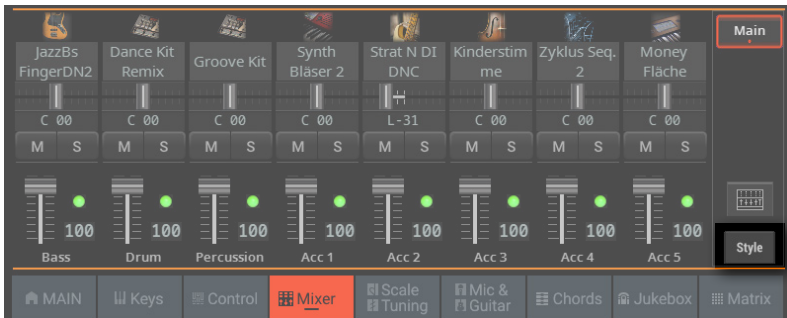 JazzBs Dance Kit Groove Kit Synth Strat N DI Kinderstim Zyklus Seq. Money Main
FingerDN2 Remix Bläser 2 DNC me 2 Fläche
C 00 C 00 C 00 C 00 L-31 C 00 C 00 C 00
M S M S M S M S M S M S M S M S
100 100 100 100 100 100 100 100
Bass Drum Percussion Acc 1 Acc 2 Acc 3 Acc 4 Acc 5 Style
MAIN Keys Control Mixer Scale Tuning Mic & Guitar Chords Jukebox Matrix